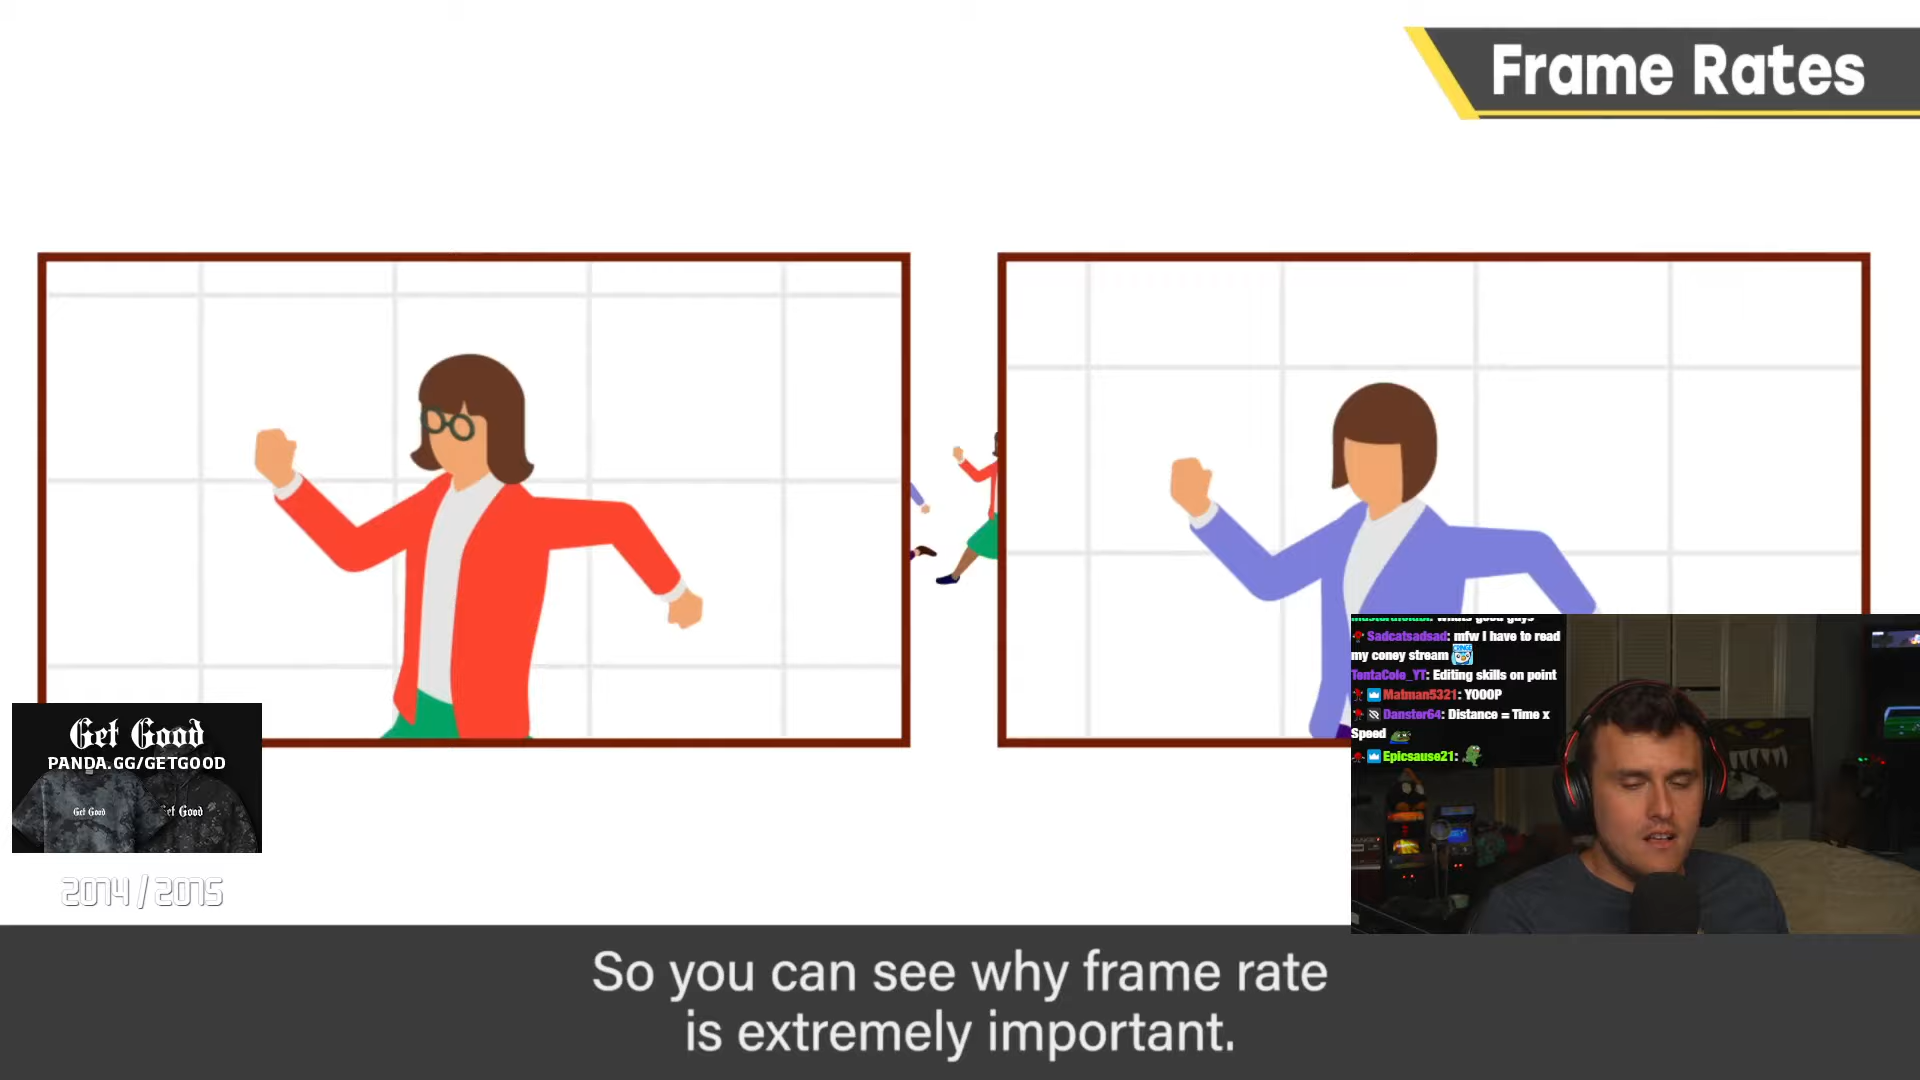 Frame Rates
Sadcatsadsad: mfw I have to read
my coney stream
TentaCole_YT: Editing skills on point
Matman5321: YOOOP
Danster64: Distance = Time x
Speed
Epicsause21:
Get Good
PANDA.GG/GETGOOD
Get Good
Get Good
2014/2015
So you can see why frame rate
is extremely important.